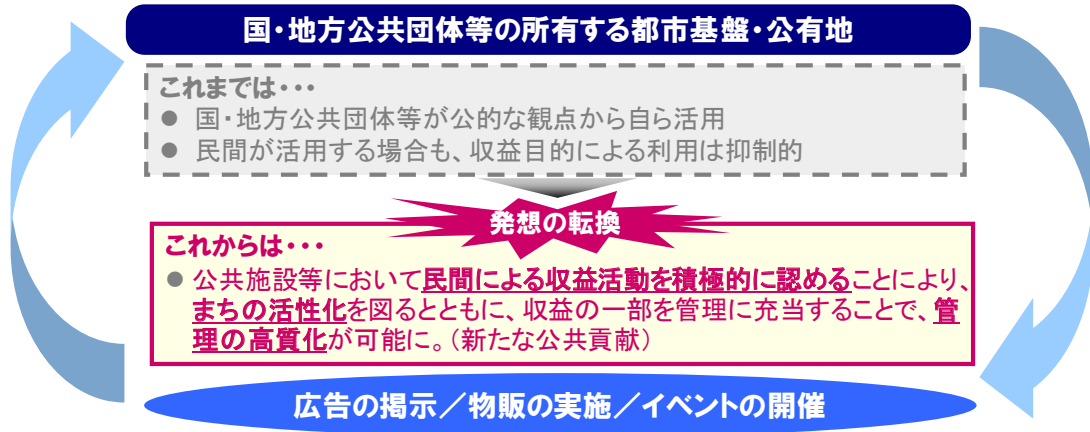 国・地方公共団体等の所有する都市基盤・公有地
これまでは・・・
● 国・地方公共団体等が公的な観点から自ら活用
● 民間が活用する場合も、収益目的による利用は抑制的
発想の転換
これからは・・・
● 公共施設等において民間による収益活動を積極的に認めることにより、
まちの活性化を図るとともに、収益の一部を管理に充当することで、管
理の高質化が可能に。（新たな公共貢献）
広告の掲示／物販の実施／イベントの開催